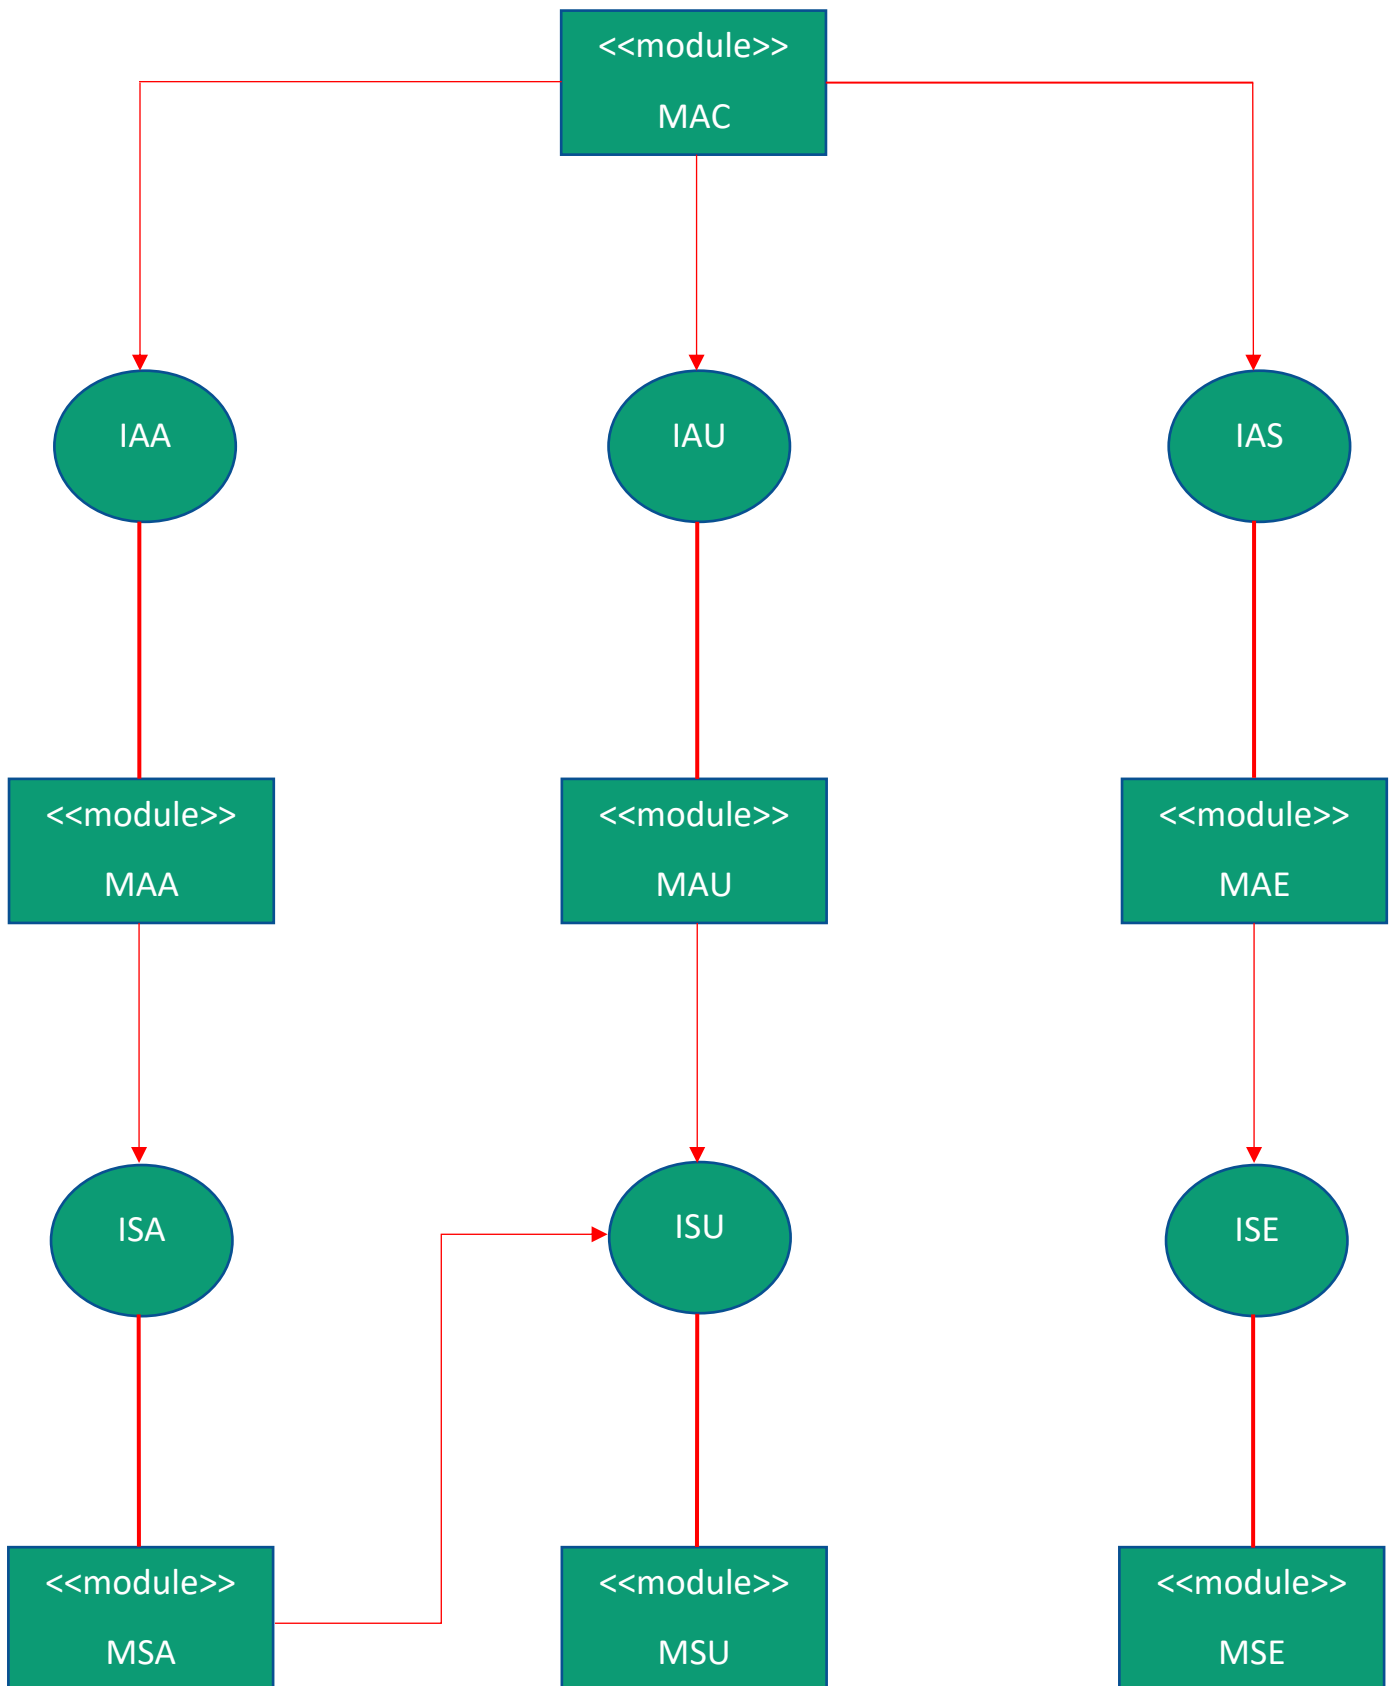 <<module>>
MAC
IAA
IAU
IAS
<<module>>
MAA
<<module>>
MAU
<<module>>
MAE
ISA
ISU
ISE
<<module>>
MSA
<<module>>
MSU
<<module>>
MSE